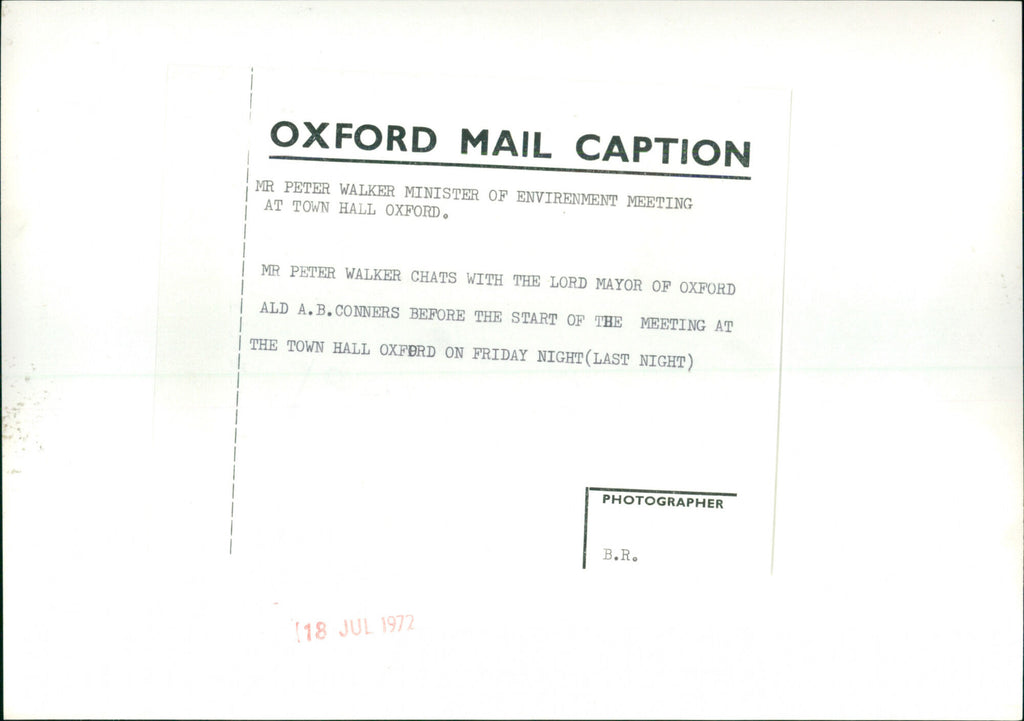 OXFORD MAIL CAPTION
MR PETER WALKER MINISTER OF ENVIRENMENT MEETING
AT TOWN HALL OXFORD.
MR PETER WALKER CHATS WITH THE LORD MAYOR OF OXFORD
ALD A.B.CONNERS BEFORE THE START OF THE MEETING AT
THE TOWN HALL OXFORD ON FRIDAY NIGHT(LAST NIGHT)
PHOTOGRAPHER
B.R.
18 JUL 1972